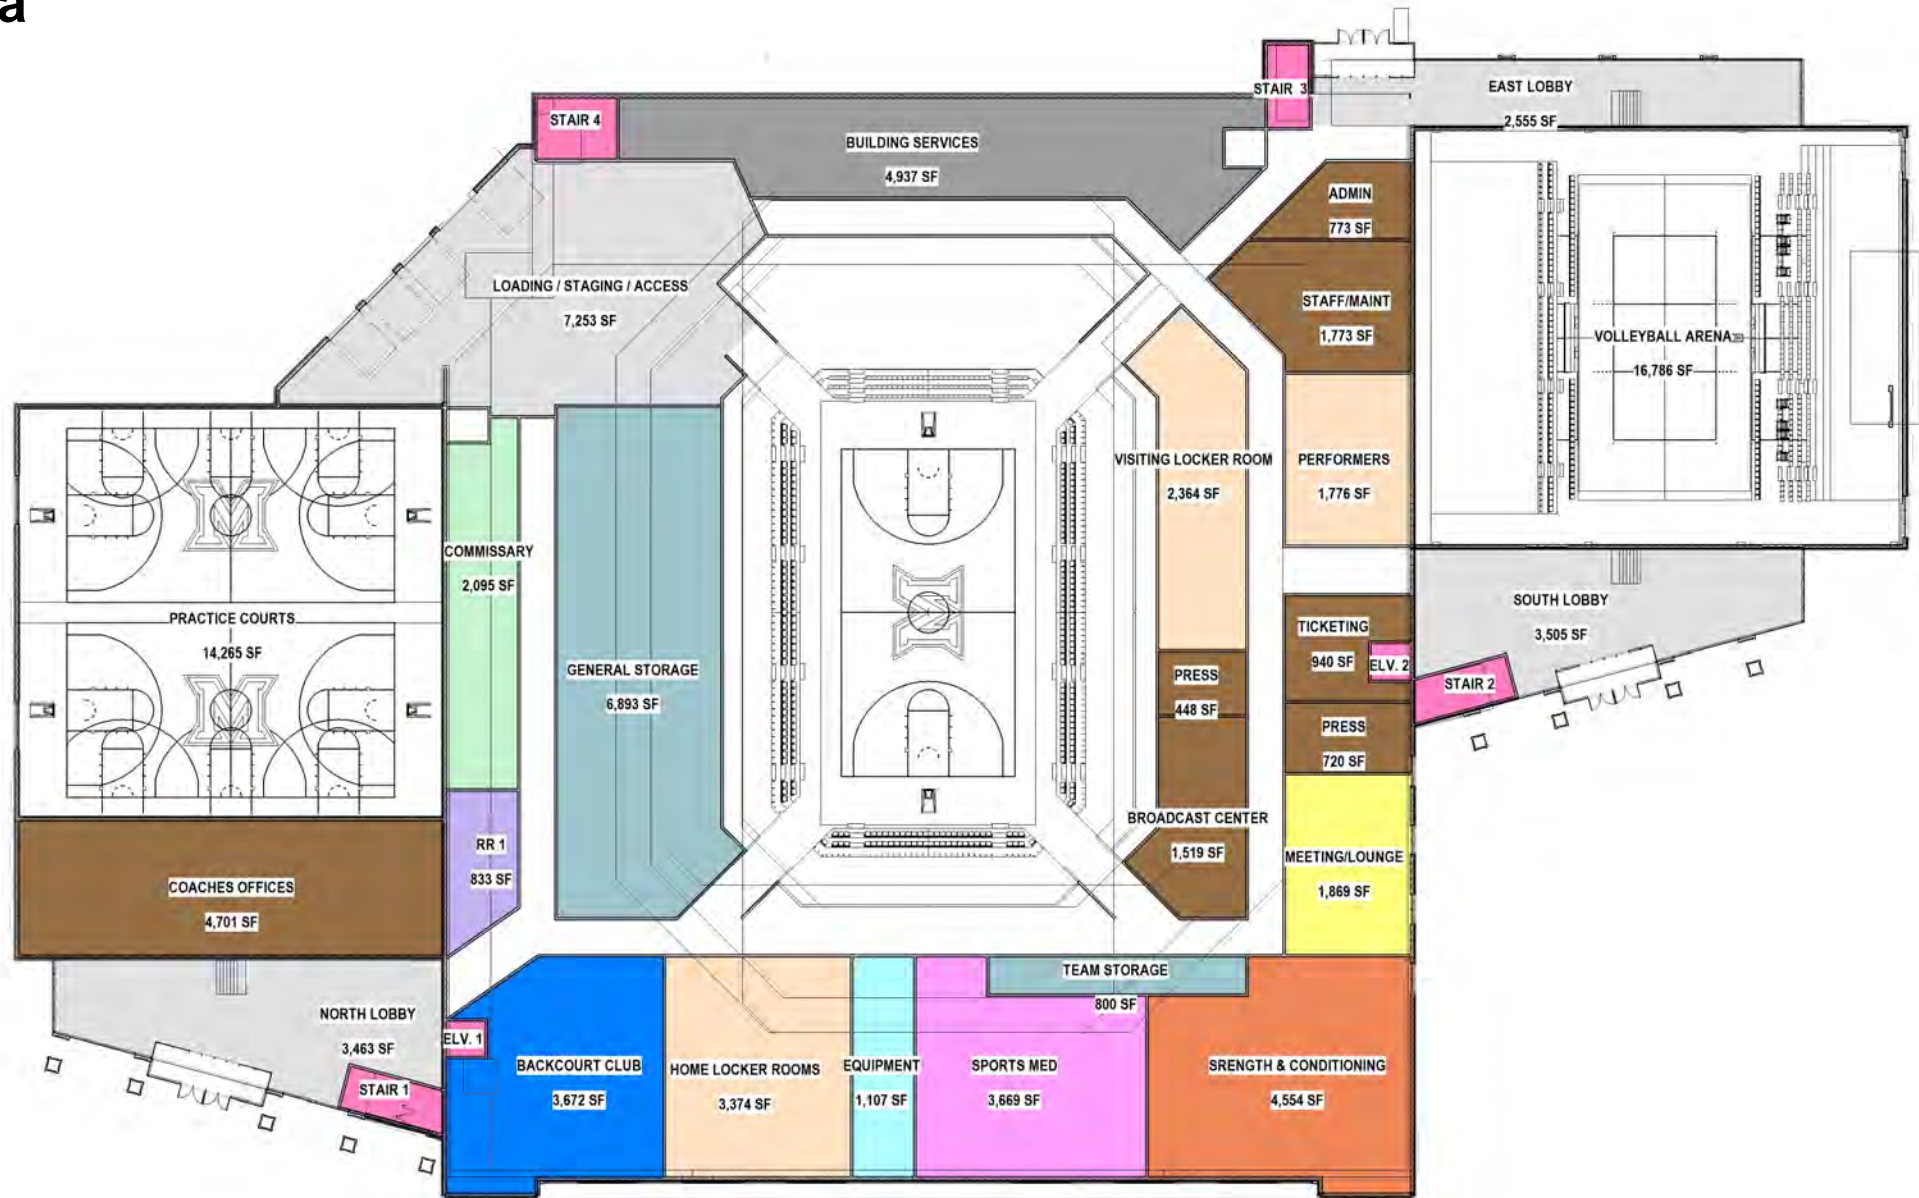 a
STAIR 3
EAST LOBBY
2,555 SF
STAIR 4
BUILDING SERVICES
4,937 SF
ADMIN
773 SF
LOADING / STAGING / ACCESS
7,253 SF
STAFF/MAINT
1,773 SF
VOLLEYBALL ARENA
16,786 SF
VISITING LOCKER ROOM
2,364 SF
PERFORMERS
1,776 SF
COMMISSARY
2,095 SF
PRACTICE COURTS
14,265 SF
M
M
M
GENERAL STORAGE
6,893 SF
PRESS
448 SF
TICKETING
940 SF
ELV. 2
SOUTH LOBBY
3,505 SF
STAIR 2
PRESS
720 SF
BROADCAST CENTER
1,519 SF
MEETING/LOUNGE
1,869 SF
RR 1
833 SF
COACHES OFFICES
4,701 SF
TEAM STORAGE
800 SF
NORTH LOBBY
3,463 SF
ELV. 1
STAIR 1
BACKCOURT CLUB
3,672 SF
HOME LOCKER ROOMS
3,374 SF
EQUIPMENT
1,107 SF
SPORTS MED
3,669 SF
SRENGTH & CONDITIONING
4,554 SF